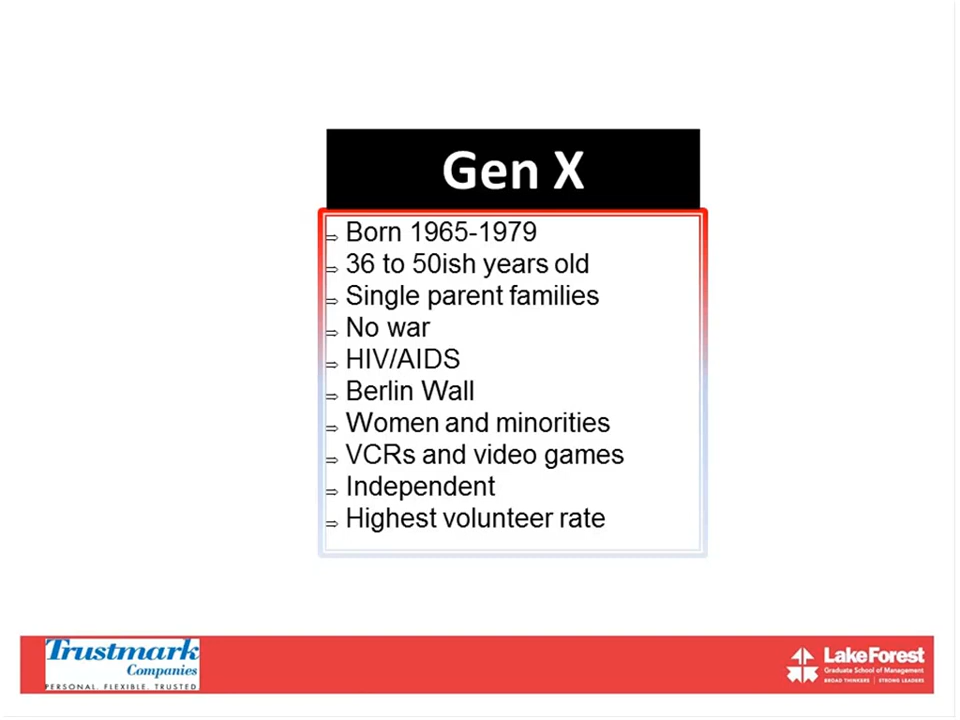 Gen X
⇒ Born 1965-1979
⇒ 36 to 50ish years old
⇒ Single parent families
⇒ No war
⇒ HIV/AIDS
⇒ Berlin Wall
⇒ Women and minorities
⇒ VCRs and video games
⇒ Independent
⇒ Highest volunteer rate
Trustmark
Companies
PERSONAL. FLEXIBLE. TRUSTED
Lake Forest
Graduate School of Management
BROAD THINKERS | STRONG LEADERS